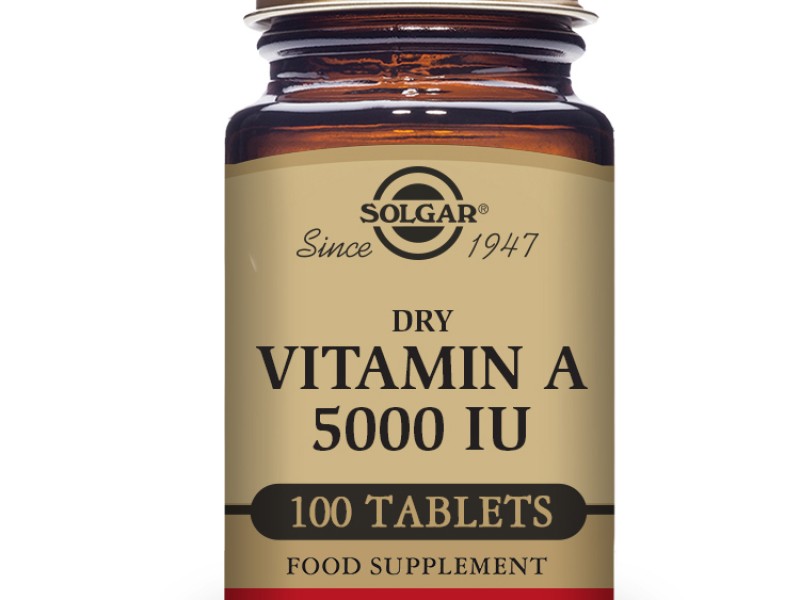 SOLGAR®
Since 1947
DRY
VITAMIN A
5000 IU
100 TABLETS
FOOD SUPPLEMENT